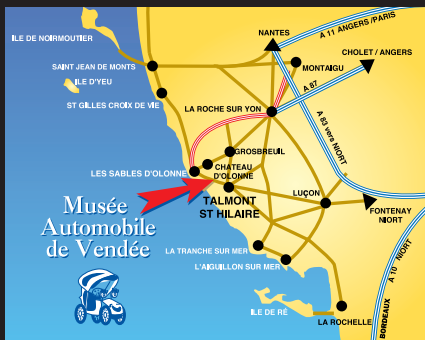 ILE DE NOIRMOUTIER
NANTES
A 11 ANGERS /PARIS
CHOLET / ANGERS
SAINT JEAN DE MONTS
MONTAIGU
ILE D'YEU
A 87
ST GILLES CROIX DE VIE
LA ROCHE SUR YON
A 83 vers NIORT
GROSBREUIL
CHATEAU
D'OLONNE
LES SABLES D'OLONNE
LUÇON
TALMONT
ST HILAIRE
Musée
Automobile
de Vendée
FONTENAY
NIORT
LA TRANCHE SUR MER
L'AIGUILLON SUR MER
A 10 NIORT
BORDEAUX
ILE DE RÉ
LA ROCHELLE